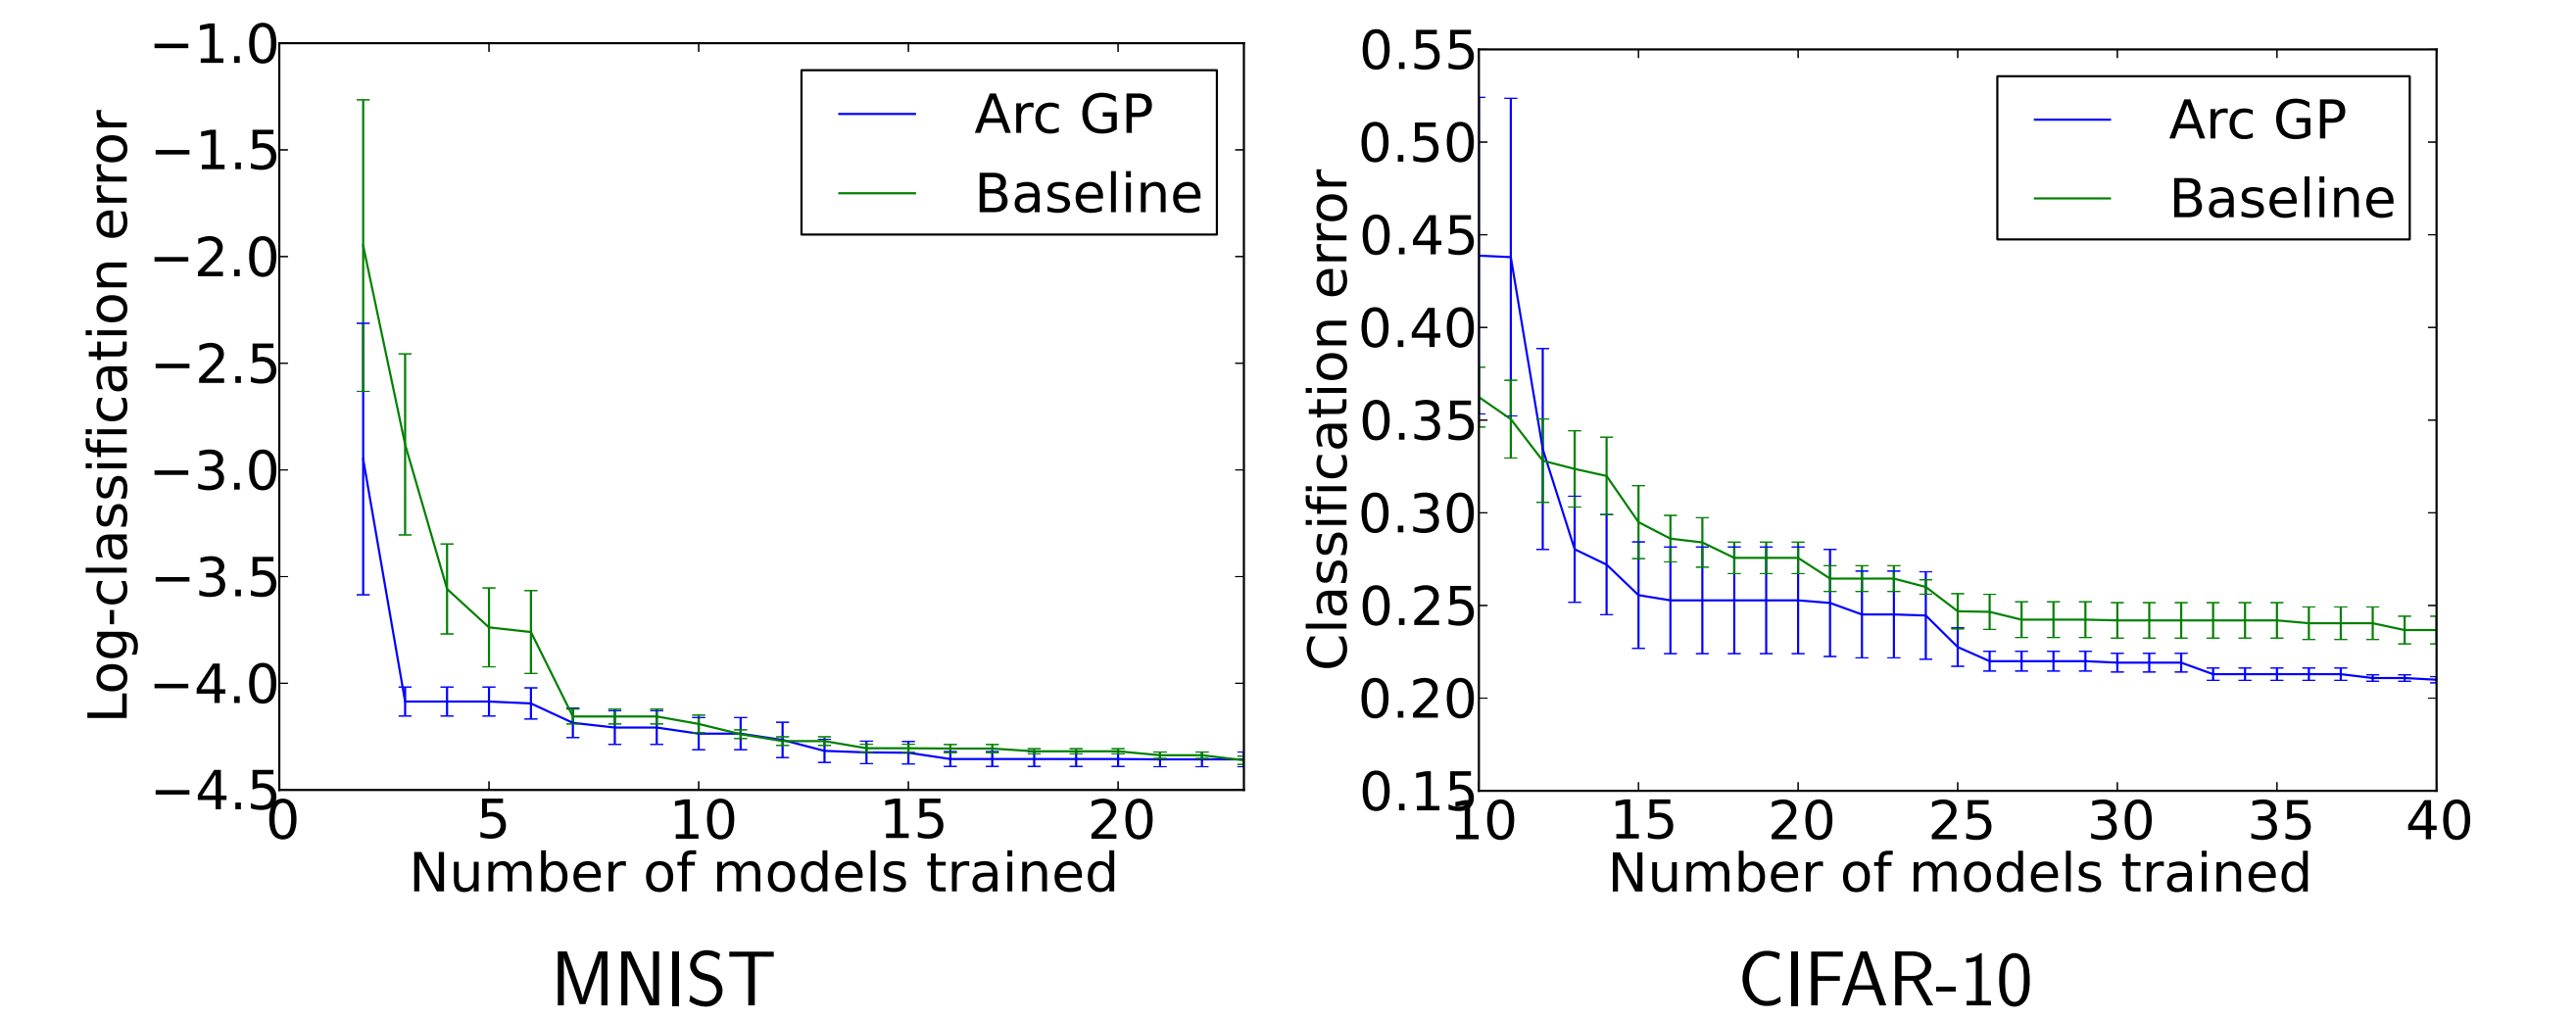 −1.0
−1.5
−2.0
−2.5
−3.0
−3.5
−4.0
−4.5
Log-classification error
Arc GP
Baseline
0 5 10 15 20
Number of models trained
MNIST
0.55
0.50
0.45
0.40
0.35
0.30
0.25
0.20
0.15
Classification error
Arc GP
Baseline
10 15 20 25 30 35 40
Number of models trained
CIFAR-10